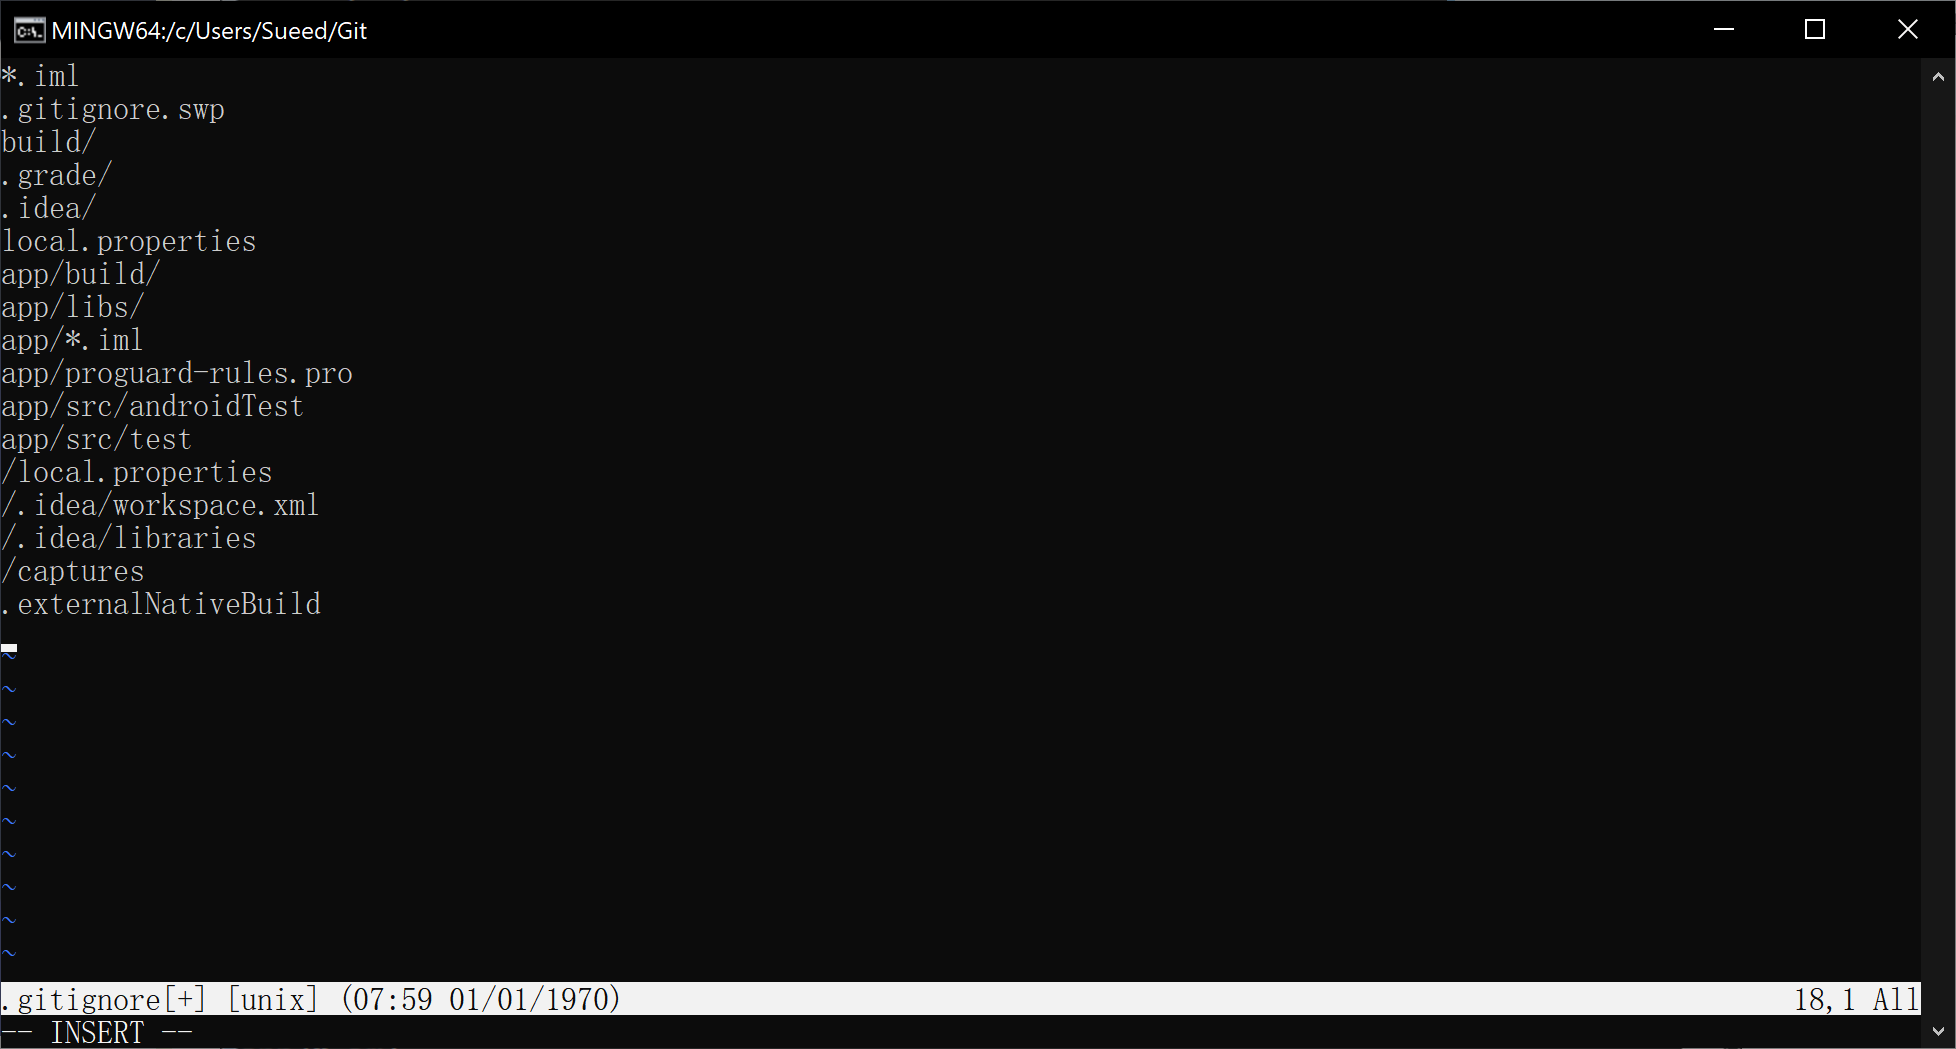 MINGW64:/c/Users/Sueed/Git
*.iml
.gitignore.swp
build/
.grade/
.idea/
local.properties
app/build/
app/libs/
app/*.iml
app/proguard-rules.pro
app/src/androidTest
app/src/test
/local.properties
/.idea/workspace.xml
/.idea/libraries
/captures
.externalNativeBuild
~
~
~
~
~
~
~
~
~
~
.gitignore[+] [unix] (07:59 01/01/1970) 18,1 All
-- INSERT --